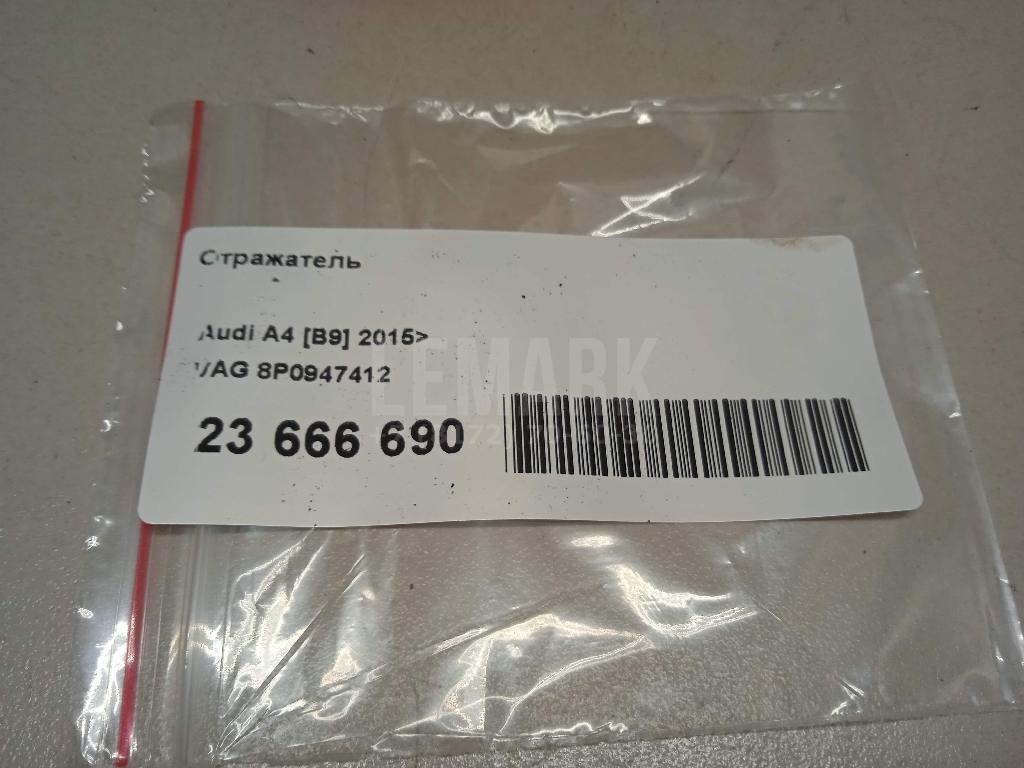 Отражатель
Audi A4 [B9] 2015>
VAG 8P0947412
23 666 690
LEMARK